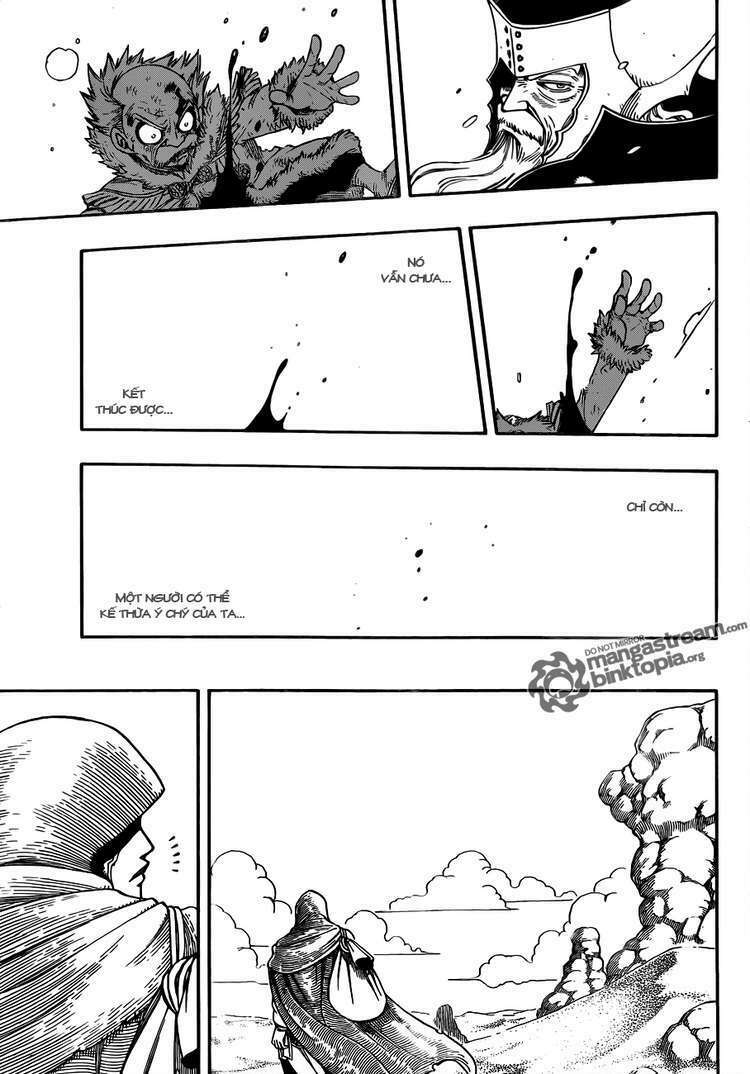 NÓ
VẪN CHƯA...
KẾT
THÚC ĐƯỢC...
CHỈ CÒN...
MỘT NGƯỜI CÓ THỂ
KẾ THỪA Ý CHÝ CỦA TA...
DO NOT MIRROR
mangastream.com
binktopia.org